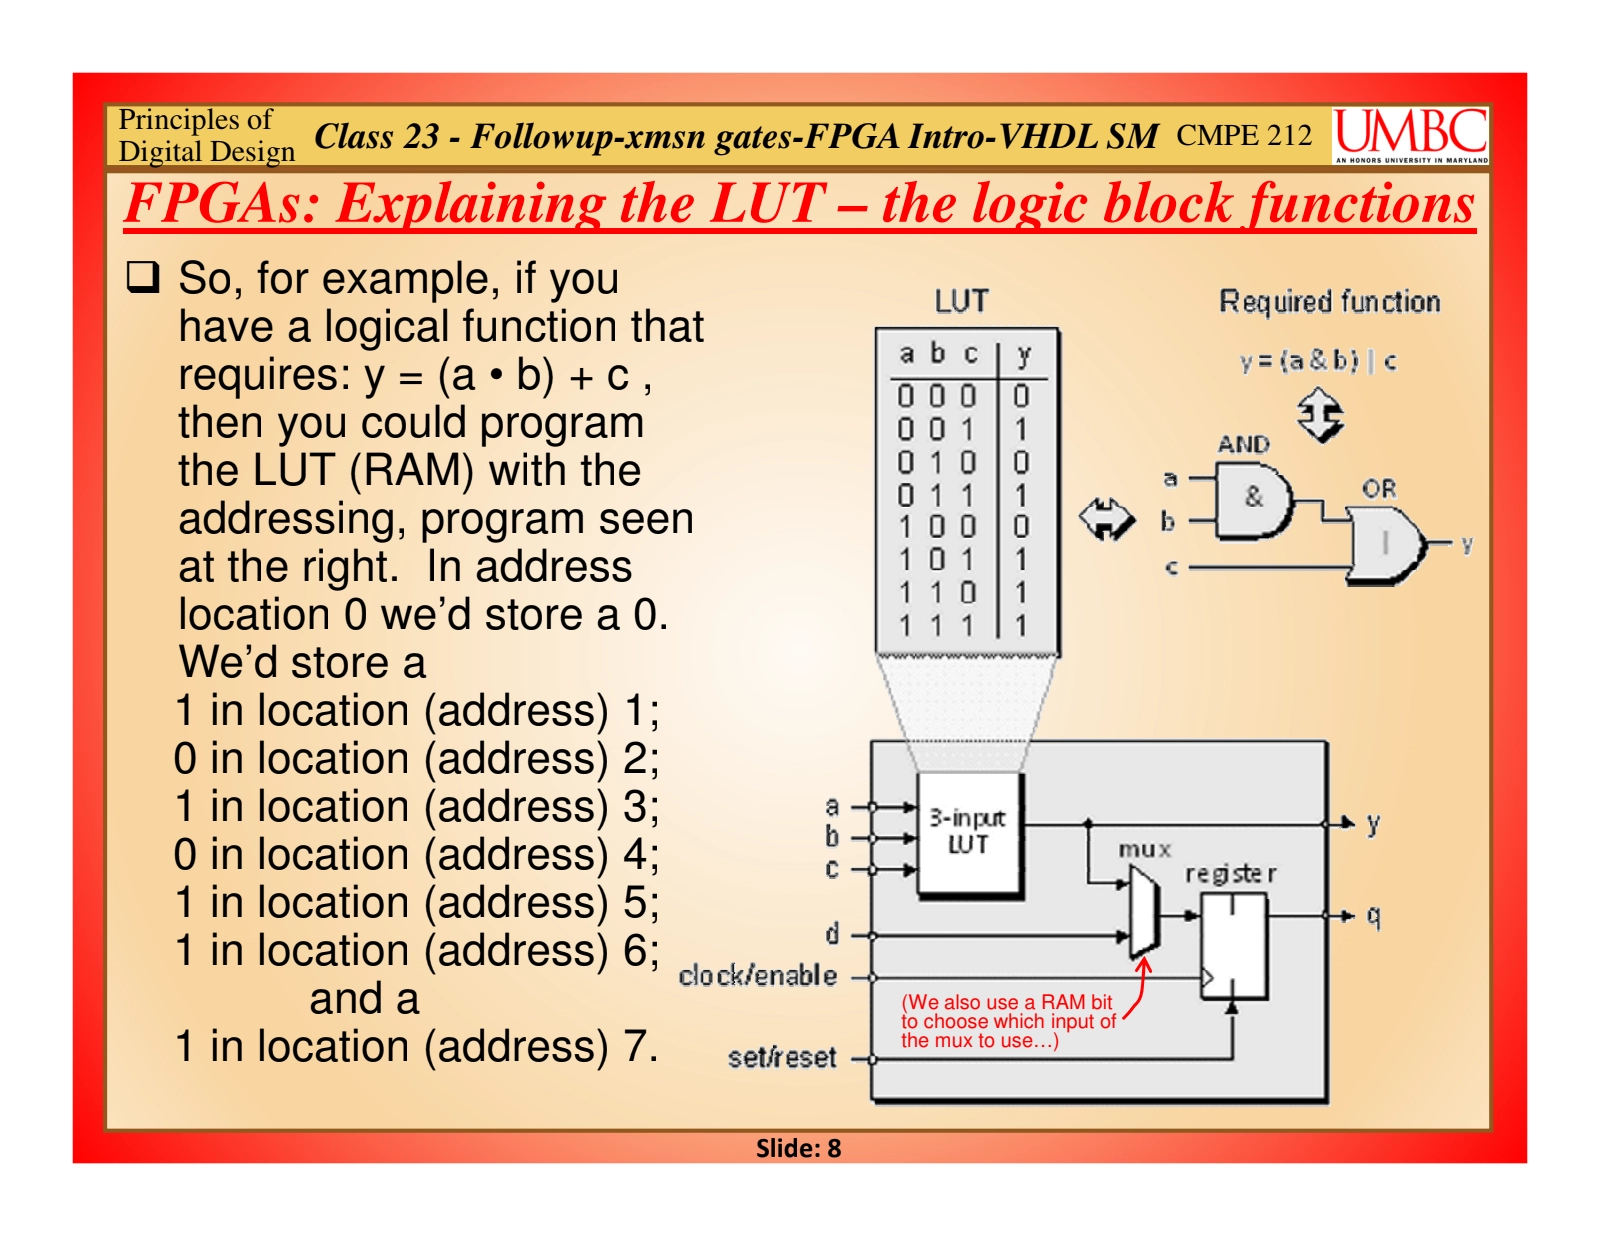 Principles of
Digital Design
Class 23 - Followup-xmsn gates-FPGA Intro-VHDL SM
CMPE 212
UMBC
AN HONORS UNIVERSITY IN MARYLAND
FPGAs: Explaining the LUT – the logic block functions
So, for example, if you
have a logical function that
requires: y = (a • b) + c ,
then you could program
the LUT (RAM) with the
addressing, program seen
at the right.  In address
location 0 we’d store a 0.
We’d store a
1 in location (address) 1;
0 in location (address) 2;
1 in location (address) 3;
0 in location (address) 4;
1 in location (address) 5;
1 in location (address) 6;
and a
1 in location (address) 7.
LUT
a b c y
0 0 0 0
0 0 1 1
0 1 0 0
0 1 1 1
1 0 0 0
1 0 1 1
1 1 0 1
1 1 1 1
Required function
y = (a & b) | c
AND
a
&
b
OR
|
y
c
a
b
c
3-input
LUT
y
mux
register
q
d
clock/enable
(We also use a RAM bit
to choose which input of
the mux to use…)
set/reset
Slide: 8